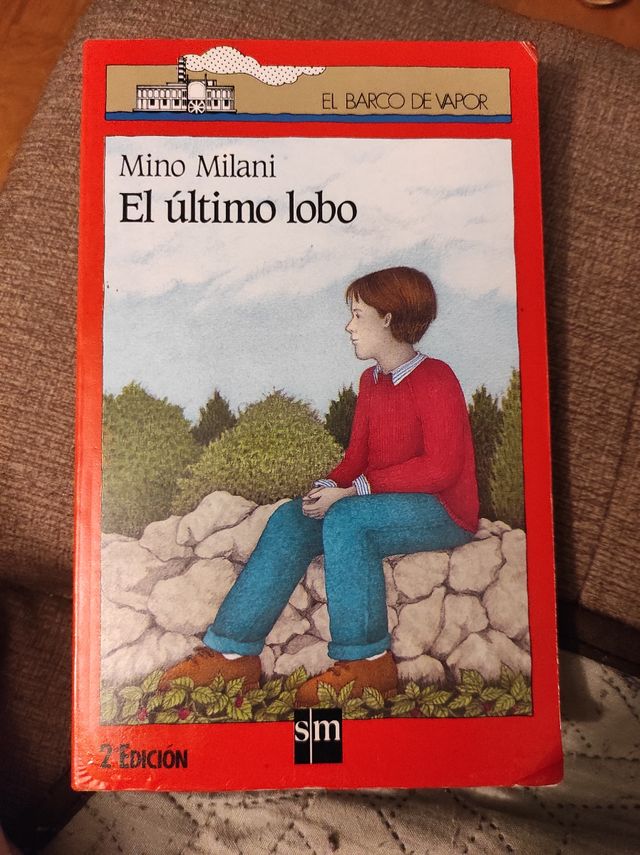 EL BARCO DE VAPOR
Mino Milani
El último lobo
sm
2 EDICIÓN